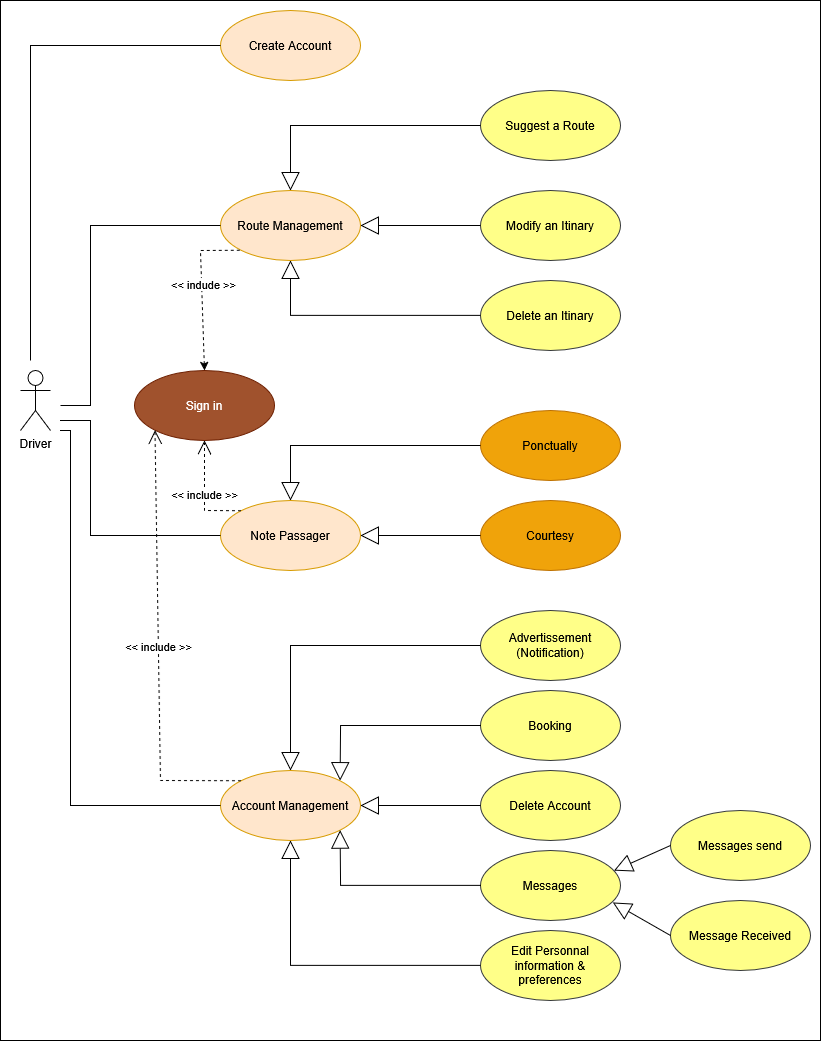 Create Account
Suggest a Route
Route Management
Modify an Itinary
<< indude >>
Delete an Itinary
Sign in
Driver
Ponctually
<< include >>
Note Passager
Courtesy
Advertissement
(Notification)
<< include >>
Booking
Account Management
Delete Account
Messages send
Messages
Message Received
Edit Personnal
information &
preferences